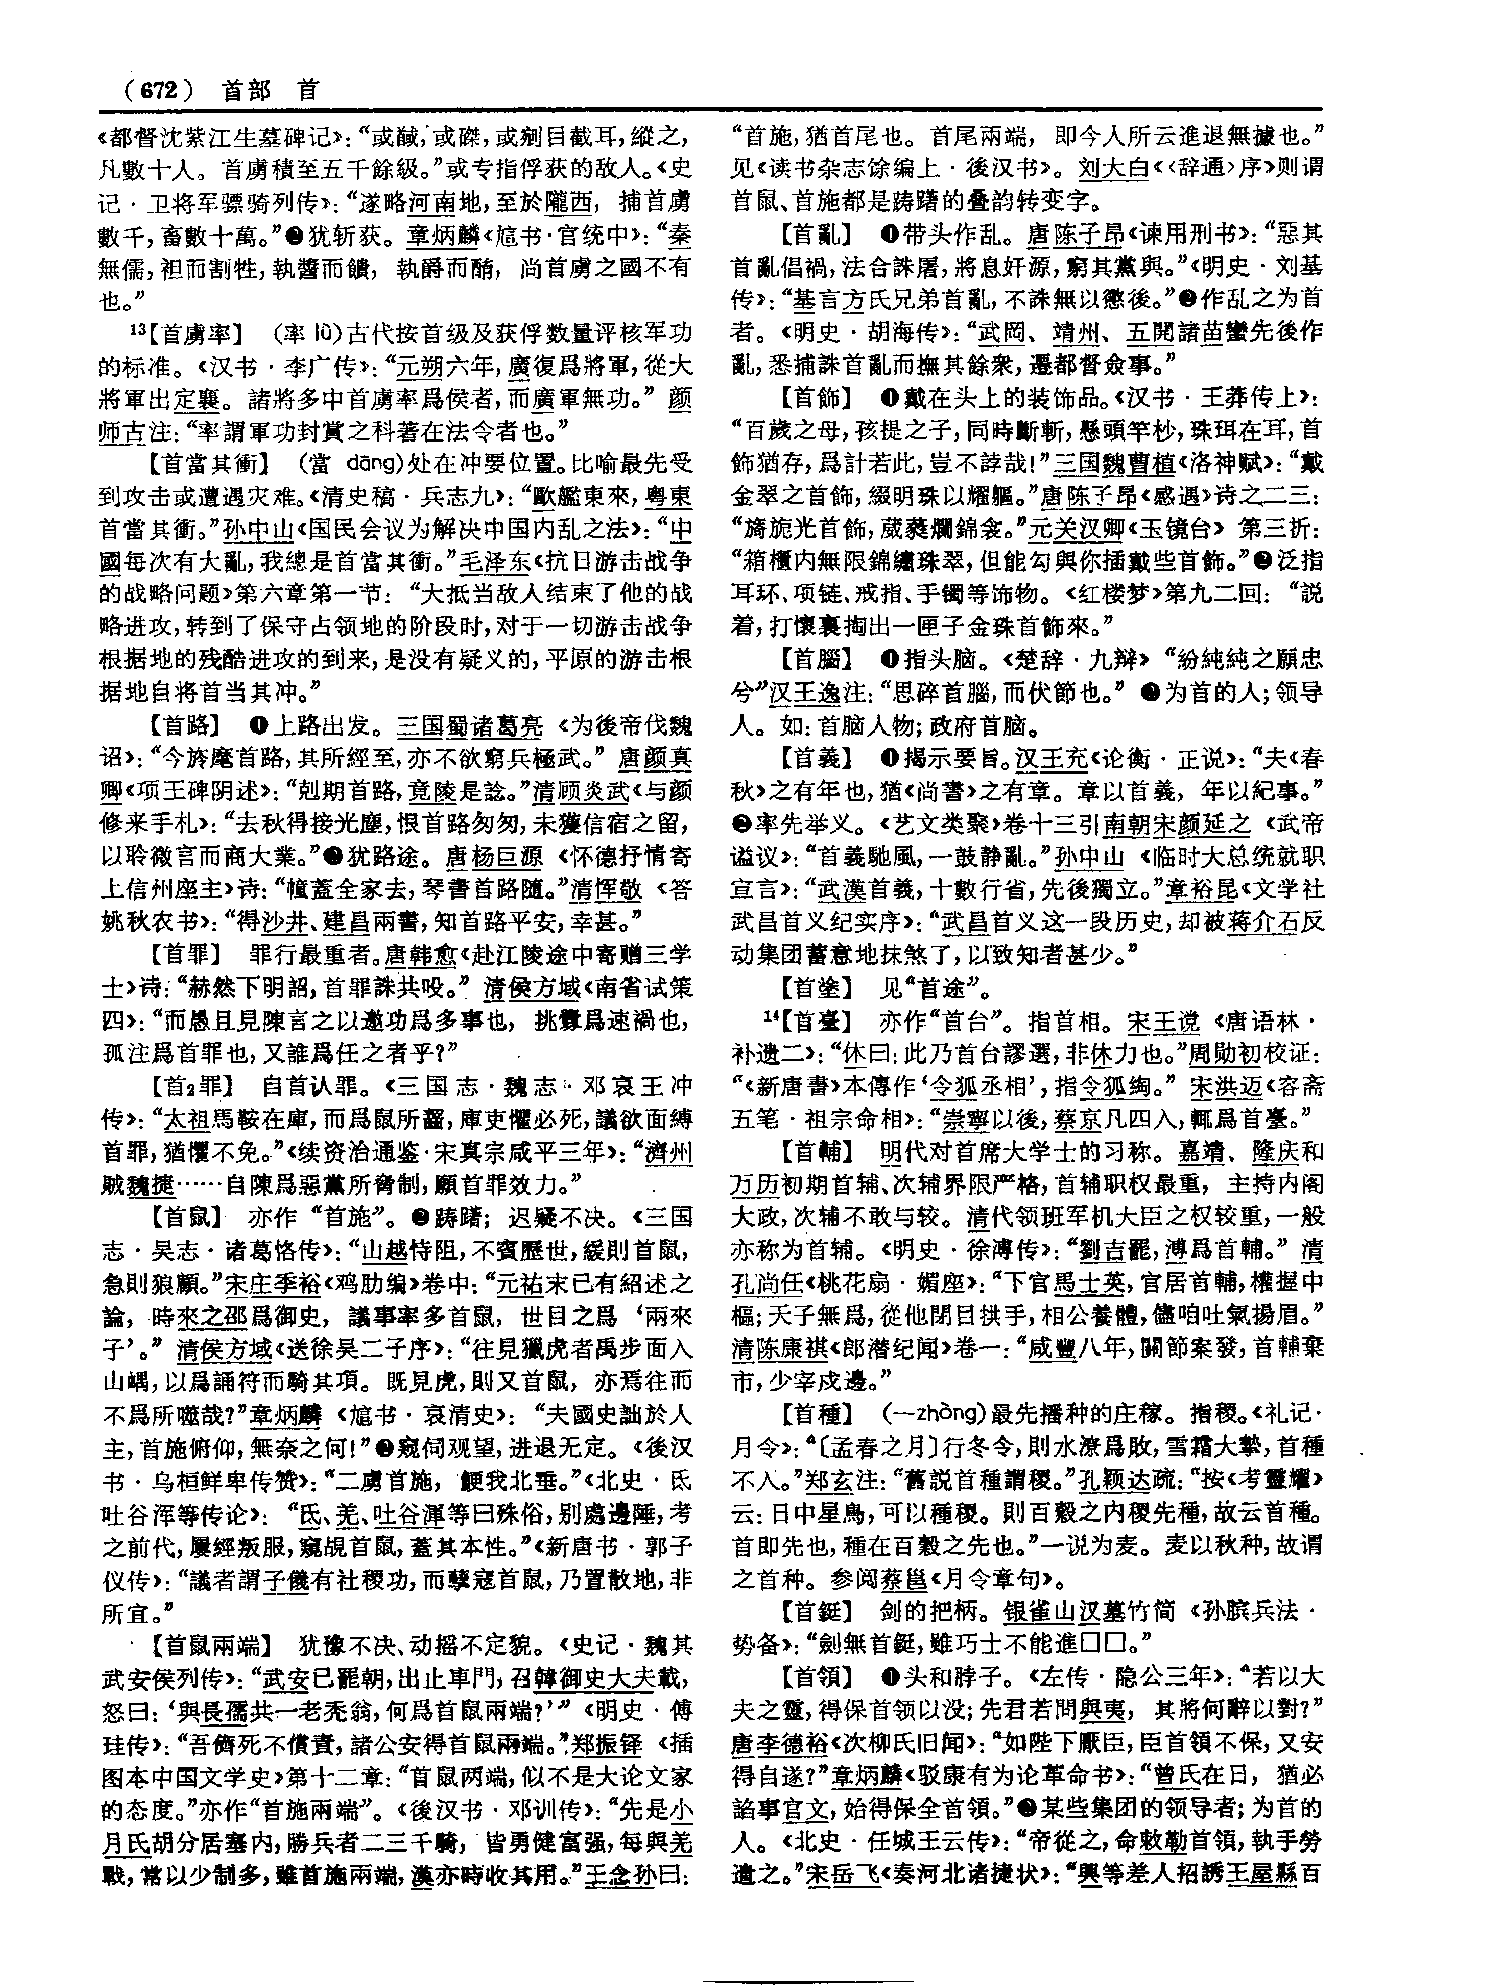 （672） 首部 首
《都督沈紫江生墓碑记》：“或馘，或磔，或剜目截耳，縱之，
凡數十人。首虜積至五千餘級。”或专指俘获的敌人。《史
记·卫将军骠骑列传》：“遂略河南地，至於隴西，捕首虜
數千，畜數十萬。”❷犹斩获。章炳麟《訄书·官统中》：“秦
無儒，袒而割牲，執醬而饋，執爵而酳，尚首虜之國不有
也。”
13【首虜率】 （率 lǜ）古代按首级及获俘数量评核军功
的标准。《汉书·李广传》：“元朔六年，廣復爲將軍，從大
將軍出定襄。諸將多中首虜率爲侯者，而廣軍無功。”颜
师古注：“率謂軍功封賞之科著在法令者也。”
【首當其衝】 （當 dāng）处在冲要位置。比喻最先受
到攻击或遭遇灾难。《清史稿·兵志九》：“歐艦東來，粤東
首當其衝。”孙中山《国民会议为解决中国内乱之法》：“中
國每次有大亂，我總是首當其衝。”毛泽东《抗日游击战争
的战略问题》第六章第一节：“大抵当敌人结束了他的战
略进攻，转到了保守占领地的阶段时，对于一切游击战争
根据地的残酷进攻的到来，是没有疑义的，平原的游击根
据地自将首当其冲。”
【首路】 ❶上路出发。三国蜀诸葛亮《为後帝伐魏
诏》：“今旍麾首路，其所經至，亦不欲窮兵極武。”唐颜真
卿《项王碑阴述》：“剋期首路，竟陵是諗。”清顾炎武《与颜
修来手札》：“去秋得接光塵，恨首路匆匆，未獲信宿之留，
以聆微言而商大業。”❷犹路途。唐杨巨源《怀德抒情寄
上信州座主》诗：“幢蓋全家去，琴書首路隨。”清恽敬《答
姚秋农书》：“得沙井、建昌兩書，知首路平安，幸甚。”
【首罪】 罪行最重者。唐韩愈《赴江陵途中寄赠三学
士》诗：“赫然下明詔，首罪誅共吺。”清侯方域《南省试策
四》：“而愚且見陳言之以邀功爲多事也，挑釁爲速禍也，
孤注爲首罪也，又誰爲任之者乎？”
【首2罪】 自首认罪。《三国志·魏志·邓哀王冲
传》：“太祖馬鞍在庫，而爲鼠所齧，庫吏懼必死，議欲面縛
首罪，猶懼不免。”《续资治通鉴·宋真宗咸平三年》：“濟州
賊魏捷……自陳爲惡黨所脅制，願首罪效力。”
【首鼠】 亦作“首施”。❶踌躇；迟疑不决。《三国
志·吴志·诸葛恪传》：“山越恃阻，不賓歷世，緩則首鼠，
急則狼顧。”宋庄季裕《鸡肋编》卷中：“元祐末已有紹述之
論，時來之邵爲御史，議事率多首鼠，世目之爲‘兩來
子’。”清侯方域《送徐吴二子序》：“往見獵虎者禹步而入
山嵎，以爲誦符而騎其項。既見虎，則又首鼠，亦焉往而
不爲所噬哉？”章炳麟《訄书·哀清史》：“夫國史詘於人
主，首施俯仰，無奈之何！”❷窥伺观望，进退无定。《後汉
书·乌桓鲜卑传赞》：“二虜首施，鯁我北垂。”《北史·氐
吐谷浑等传论》：“氐、羌、吐谷渾等曰殊俗，别處邊陲，考
之前代，屢經叛服，窺覘首鼠，蓋其本性。”《新唐书·郭子
仪传》：“議者謂子儀有社稷功，而孽寇首鼠，乃置散地，非
所宜。”
【首鼠兩端】 犹豫不决、动摇不定貌。《史记·魏其
武安侯列传》：“武安已罷朝，出止車門，召韓御史大夫載，
怒曰：‘與長孺共一老秃翁，何爲首鼠兩端？’”《明史·傅
珪传》：“吾儕死不償責，諸公安得首鼠兩端。”郑振铎《插
图本中国文学史》第十二章：“首鼠两端，似不是大论文家
的态度。”亦作“首施兩端”。《後汉书·邓训传》：“先是小
月氏胡分居塞内，勝兵者二三千騎，皆勇健富强，每與羌
戰，常以少制多，雖首施兩端，漢亦時收其用。”王念孙曰：
“首施，猶首尾也。首尾兩端，即今人所云進退無據也。”
见《读书杂志馀编上·後汉书》。刘大白《〈辞通〉序》则谓
首鼠、首施都是踌躇的叠韵转变字。
【首亂】 ❶带头作乱。唐陈子昂《谏用刑书》：“惡其
首亂倡禍，法合誅屠，將息奸源，窮其黨與。”《明史·刘基
传》：“基言方氏兄弟首亂，不誅無以懲後。”❷作乱之为首
者。《明史·胡海传》：“武岡、靖州、五開諸苗蠻先後作
亂，悉捕誅首亂而撫其餘衆，遷都督僉事。”
【首飾】 ❶戴在头上的装饰品。《汉书·王莽传上》：
“百歲之母，孩提之子，同時斷斬，懸頭竿杪，珠珥在耳，首
飾猶存，爲計若此，豈不誖哉！”三国魏曹植《洛神赋》：“戴
金翠之首飾，綴明珠以耀軀。”唐陈子昂《感遇》诗之二三：
“旖旎光首飾，葳蕤爛錦衾。”元关汉卿《玉镜台》第三折：
“箱櫃内無限錦繡珠翠，但能勾與你插戴些首飾。”❷泛指
耳环、项链、戒指、手镯等饰物。《红楼梦》第九二回：“説
着，打懷裏掏出一匣子金珠首飾來。”
【首腦】 ❶指头脑。《楚辞·九辩》“紛純純之願忠
兮”汉王逸注：“思碎首腦，而伏節也。”❷为首的人；领导
人。如：首脑人物；政府首脑。
【首義】 ❶揭示要旨。汉王充《论衡·正说》：“夫《春
秋》之有年也，猶《尚書》之有章。章以首義，年以紀事。”
❷率先举义。《艺文类聚》卷十三引南朝宋颜延之《武帝
谥议》：“首義馳風，一鼓静亂。”孙中山《临时大总统就职
宣言》：“武漢首義，十數行省，先後獨立。”章裕昆《文学社
武昌首义纪实序》：“武昌首义这一段历史，却被蒋介石反
动集团蓄意地抹煞了，以致知者甚少。”
【首塗】 见“首途”。
14【首臺】 亦作“首台”。指首相。宋王谠《唐语林·
补遗二》：“休曰：此乃首台謬選，非休力也。”周勋初校证：
“《新唐書》本傳作‘令狐丞相’，指令狐綯。”宋洪迈《容斋
五笔·祖宗命相》：“崇寧以後，蔡京凡四入，輒爲首臺。”
【首輔】 明代对首席大学士的习称。嘉靖、隆庆和
万历初期首辅、次辅界限严格，首辅职权最重，主持内阁
大政，次辅不敢与较。清代领班军机大臣之权较重，一般
亦称为首辅。《明史·徐溥传》：“劉吉罷，溥爲首輔。”清
孔尚任《桃花扇·媚座》：“下官馬士英，官居首輔，權握中
樞；天子無爲，從他閉目拱手，相公養體，儘咱吐氣揚眉。”
清陈康祺《郎潜纪闻》卷一：“咸豐八年，關節案發，首輔棄
市，少宰戍邊。”
【首種】 （—zhòng）最先播种的庄稼。指稷。《礼记·
月令》：“〔孟春之月〕行冬令，則水潦爲敗，雪霜大摯，首種
不入。”郑玄注：“舊説首種謂稷。”孔颖达疏：“按《考靈耀》
云：日中星鳥，可以種稷。則百穀之内稷先種，故云首種。
首即先也，種在百穀之先也。”一说为麦。麦以秋种，故谓
之首种。参阅蔡邕《月令章句》。
【首鋌】 剑的把柄。银雀山汉墓竹简《孙膑兵法·
势备》：“劍無首鋌，雖巧士不能進□□。”
【首領】 ❶头和脖子。《左传·隐公三年》：“若以大
夫之靈，得保首领以没；先君若問與夷，其將何辭以對？”
唐李德裕《次柳氏旧闻》：“如陛下厭臣，臣首領不保，又安
得自遂？”章炳麟《驳康有为论革命书》：“曾氏在日，猶必
諂事官文，始得保全首領。”❷某些集团的领导者；为首的
人。《北史·任城王云传》：“帝從之，命敕勒首領，執手勞
遣之。”宋岳飞《奏河北诸捷状》：“興等差人招誘王屋縣百